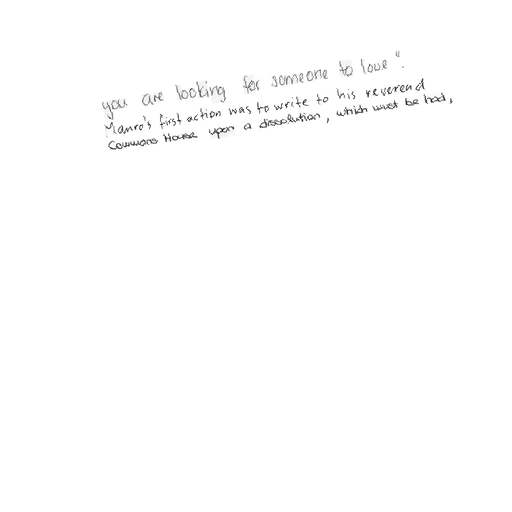 you are looking for someone to love".
Mauro's first action was to write to his reverend
Commons House upon a dissolution, which must be had,